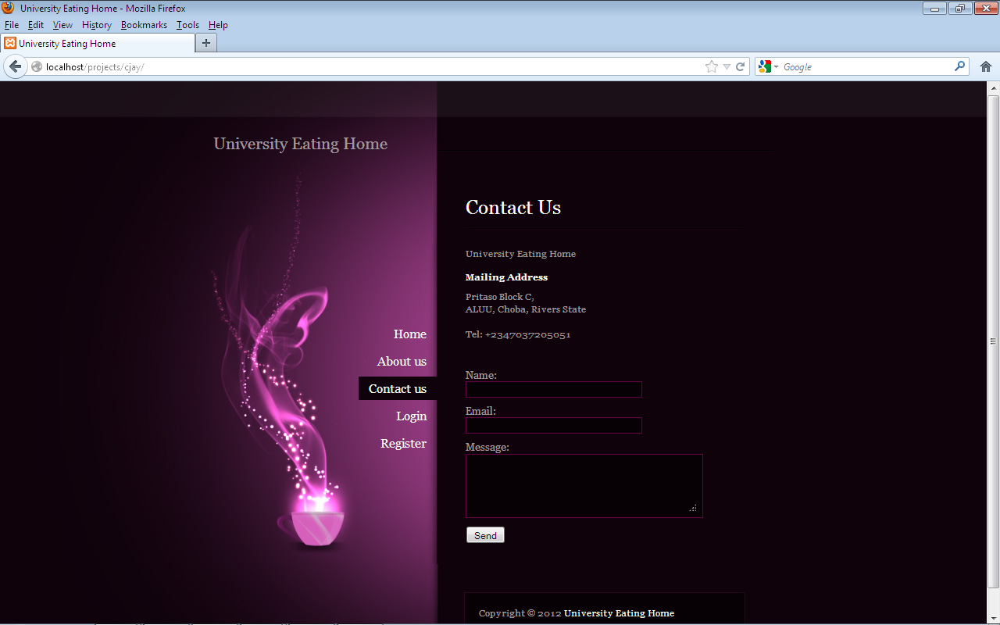 University Eating Home - Mozilla Firefox
File Edit View History Bookmarks Tools Help
University Eating Home
localhost/projects/cjay/
Google
University Eating Home
Home
About us
Contact us
Login
Register
Contact Us
University Eating Home
Mailing Address
Pritaso Block C,
ALUU, Choba, Rivers State
Tel: +2347037205051
Name:
Email:
Message:
Send
Copyright © 2012 University Eating Home